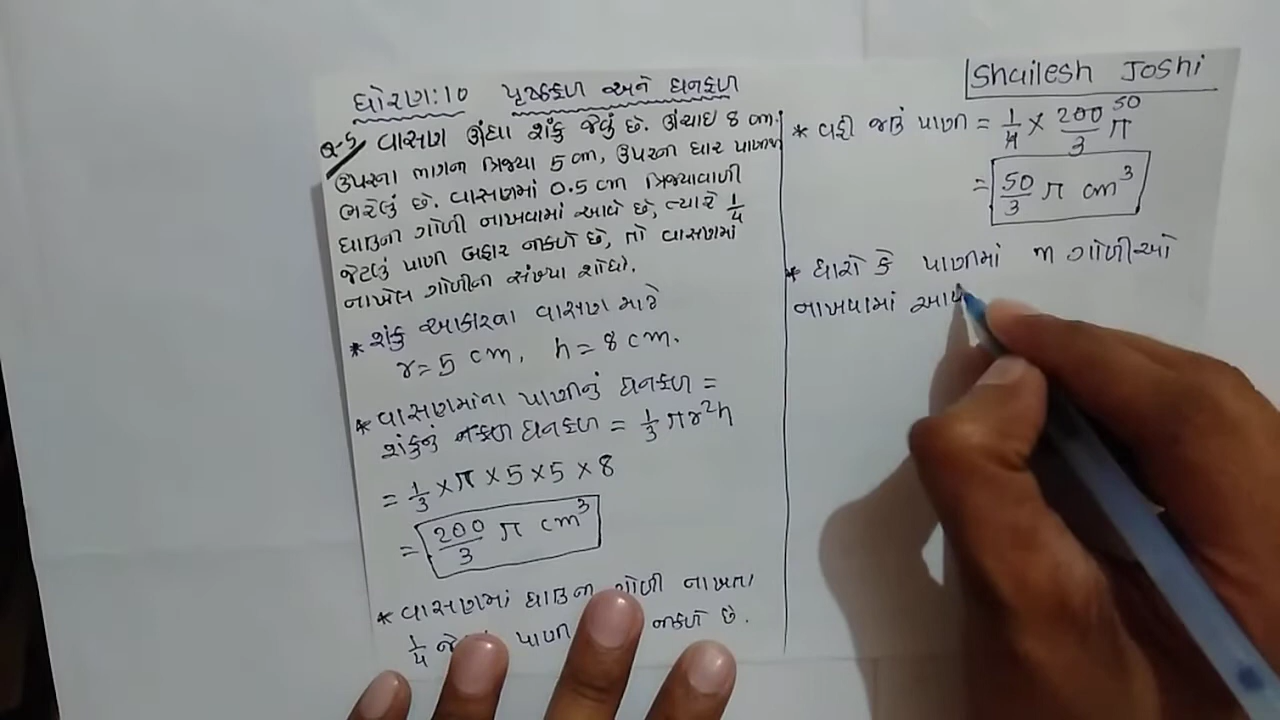 ધોરણ:10 પૃષ્ઠફળ અને ઘનફળ
Q-5 વાસણ ઊંધા શંકુ જેવું છે. ઊંચાઇ 8 cm.
ઉપરના ભાગની ત્રિજ્યા 5 cm, ઉપરની ધાર પાણીથી
ભરેલું છે. વાસણમાં 0.5 cm ત્રિજ્યાવાળી
ધાતુની ગોળી નાખવામાં આવે છે, ત્યારે 1/4
જેટલું પાણી બહાર નીકળે છે, તો વાસણમાં
નાખેલ ગોળીની સંખ્યા શોધો.
* શંકુ આકારના વાસણ માટે
r = 5 cm, h = 8 cm.
* વાસણમાંના પાણીનું ઘનફળ =
શંકુનું ઘનફળ = 1/3 πr²h
= 1/3 × π × 5 × 5 × 8
= 200/3 π cm³
* વાસણમાં ધાતુની ગોળી નાખતા
1/4 પાણી નીકળે છે.
Shailesh Joshi
* વહી જતું પાણી = 1/4 × 200/3 π 50
= 50/3 π cm³
* ધારો કે પાણીમાં n ગોળીઓ
નાખવામાં આવે